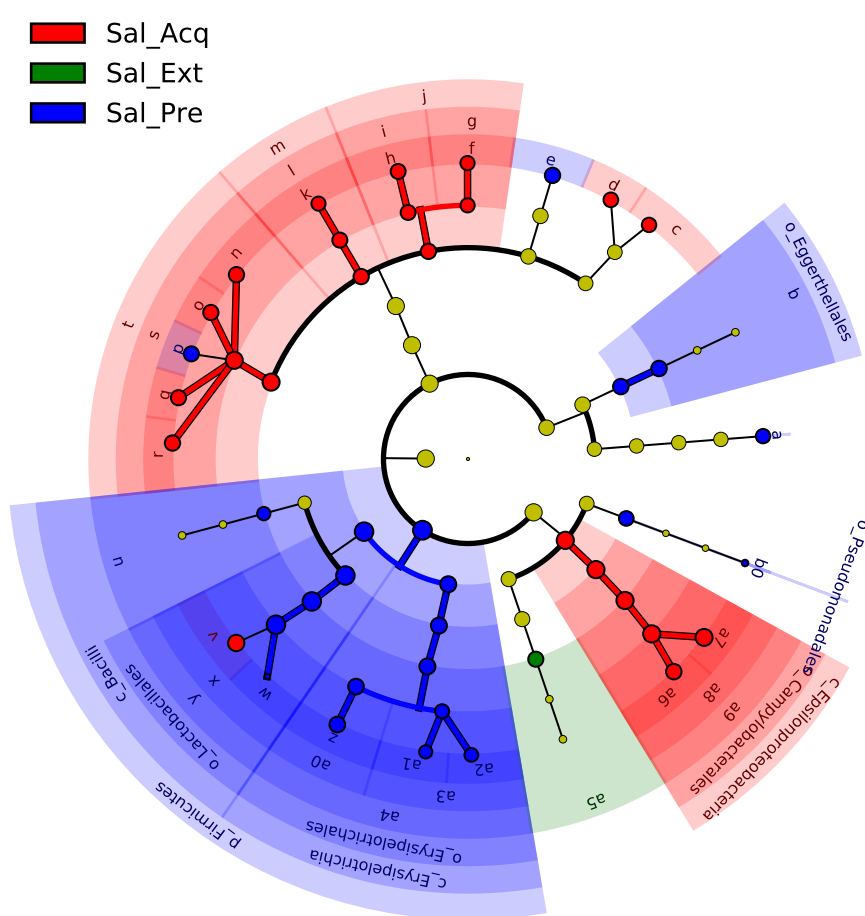 Sal_Acq
Sal_Ext
Sal_Pre
j
m
i
g
l
h
f
e
k
d
c
n
o
t
s
p
q
r
o_Eggerthellales
b
a
o_Pseudomonadales
b0
u
v
x
w
y
c_Bacilli
o_Lactobacillales
p_Firmicutes
z
a0
a1
a2
a3
a4
o_Erysipelotrichales
c_Erysipelotrichia
a5
a6
a7
a8
a9
o_Campylobacterales
c_Epsilonproteobacteria